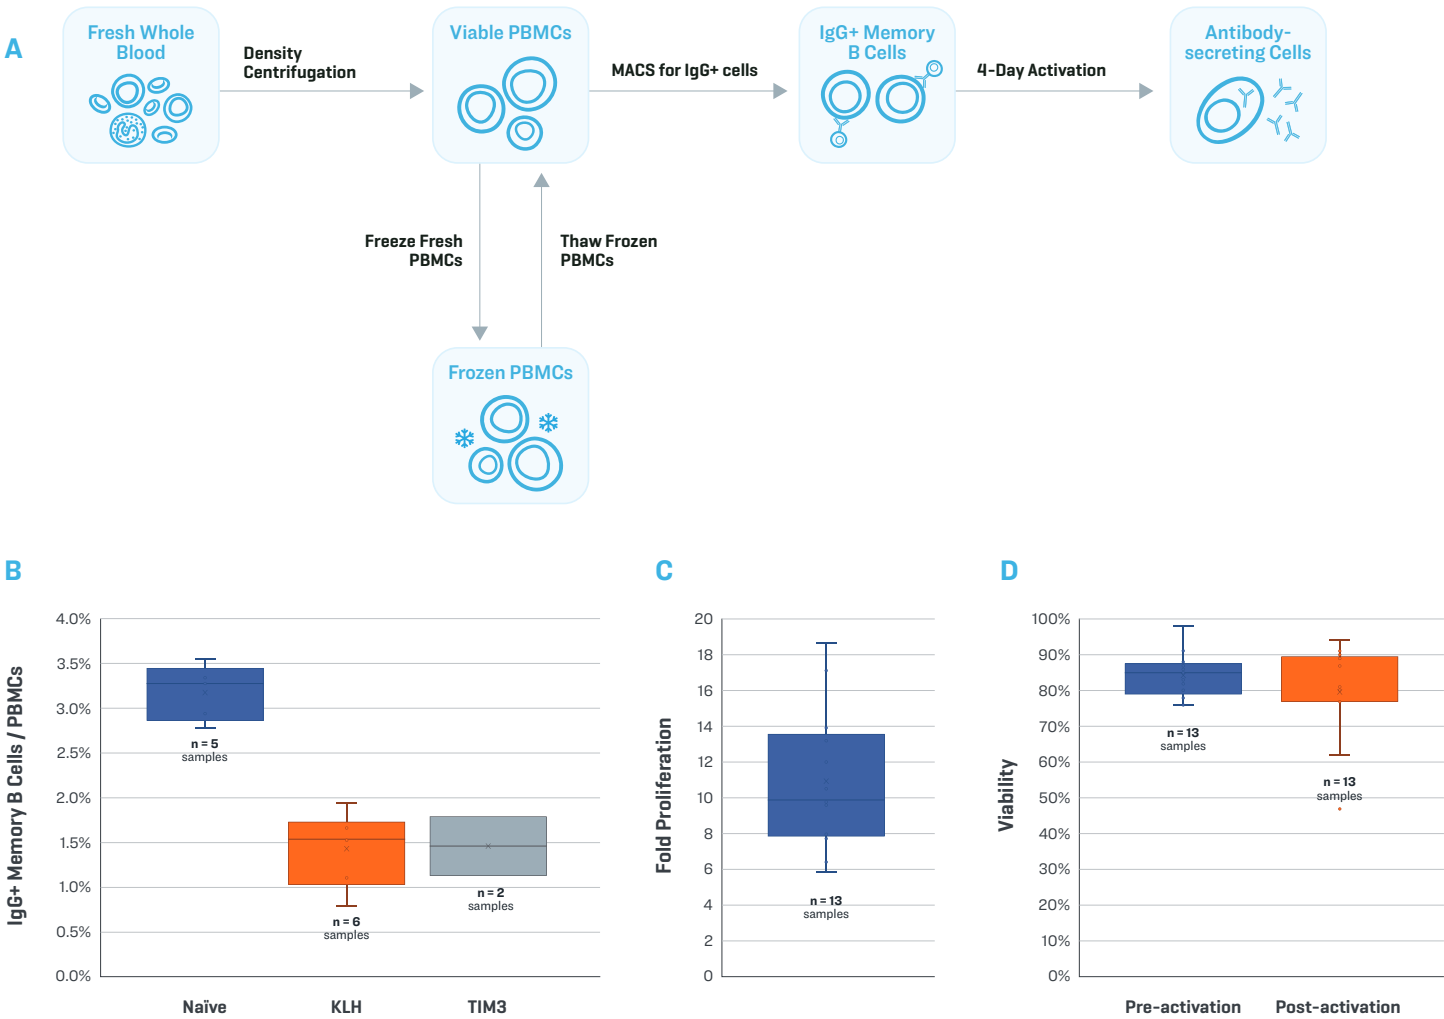 A
Fresh Whole
Blood
Density
Centrifugation
Viable PBMCs
MACS for IgG+ cells
IgG+ Memory
B Cells
4-Day Activation
Antibody-
secreting Cells
Freeze Fresh
PBMCs
Thaw Frozen
PBMCs
Frozen PBMCs
B
IgG+ Memory B Cells / PBMCs
4.0%
3.5%
3.0%
2.5%
2.0%
1.5%
1.0%
0.5%
0.0%
n = 5
samples
n = 6
samples
n = 2
samples
Naïve
KLH
TIM3
C
Fold Proliferation
20
18
16
14
12
10
8
6
4
2
0
n = 13
samples
D
Viability
100%
90%
80%
70%
60%
50%
40%
30%
20%
10%
0%
n = 13
samples
n = 13
samples
Pre-activation
Post-activation